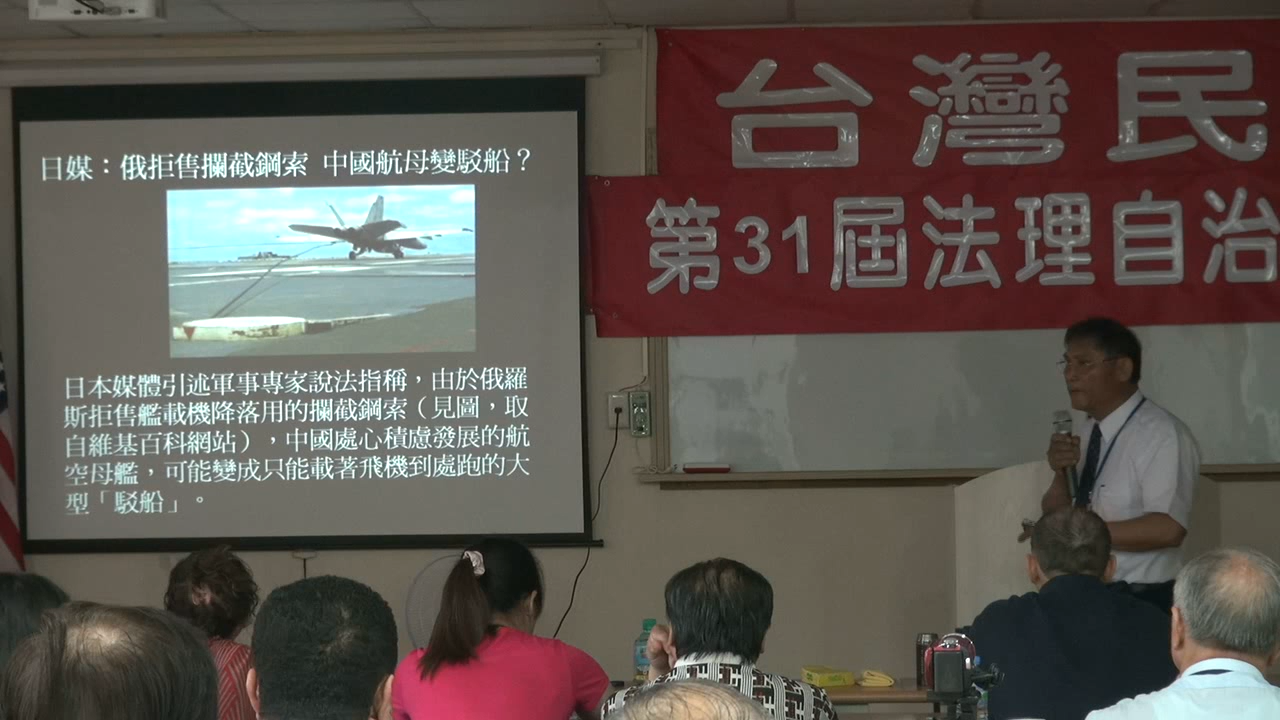 日媒：俄拒售攔截鋼索 中國航母變駁船？
日本媒體引述軍事專家說法指稱，由於俄羅
斯拒售艦載機降落用的攔截鋼索（見圖，取
自維基百科網站），中國處心積慮發展的航
空母艦，可能變成只能載著飛機到處跑的大
型「駁船」。
台灣民
第31屆法理自治